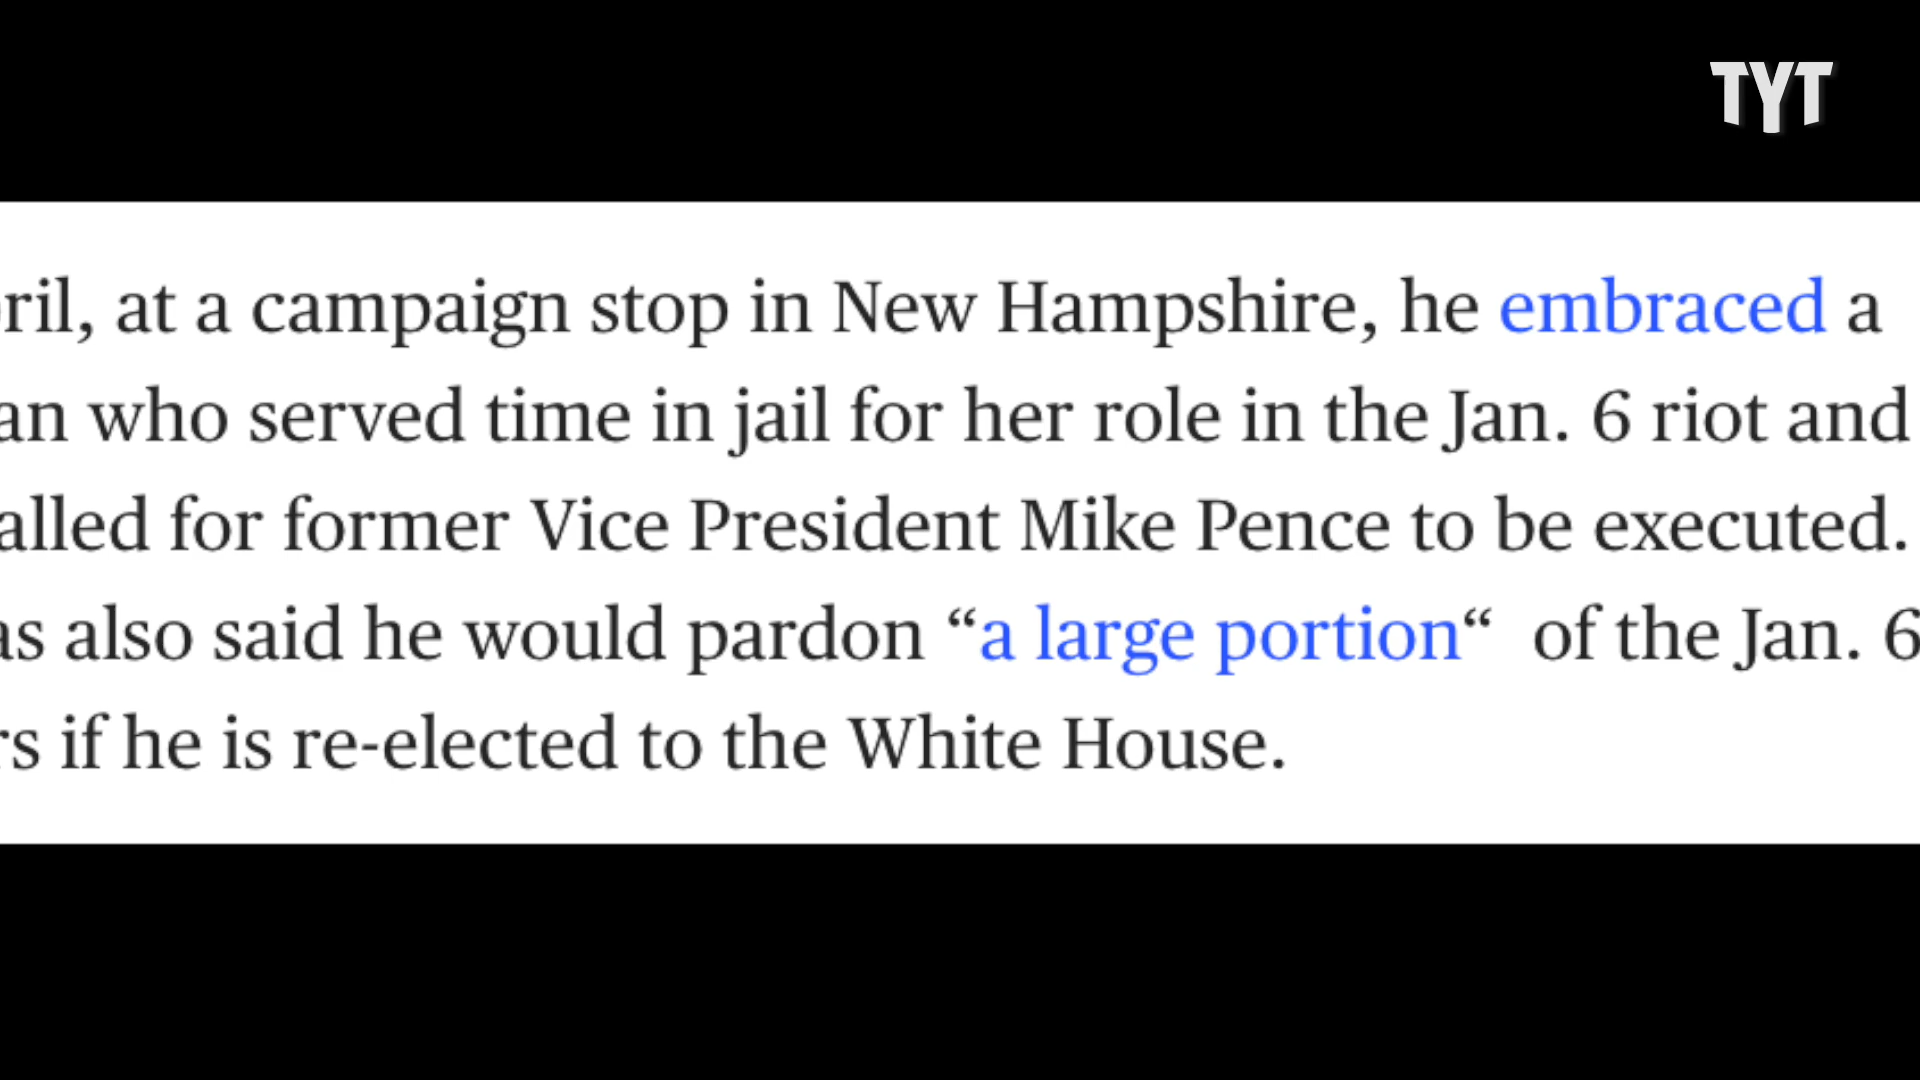 TYT
ril, at a campaign stop in New Hampshire, he embraced a
an who served time in jail for her role in the Jan. 6 riot and
alled for former Vice President Mike Pence to be executed.
as also said he would pardon “a large portion“ of the Jan. 6
rs if he is re-elected to the White House.